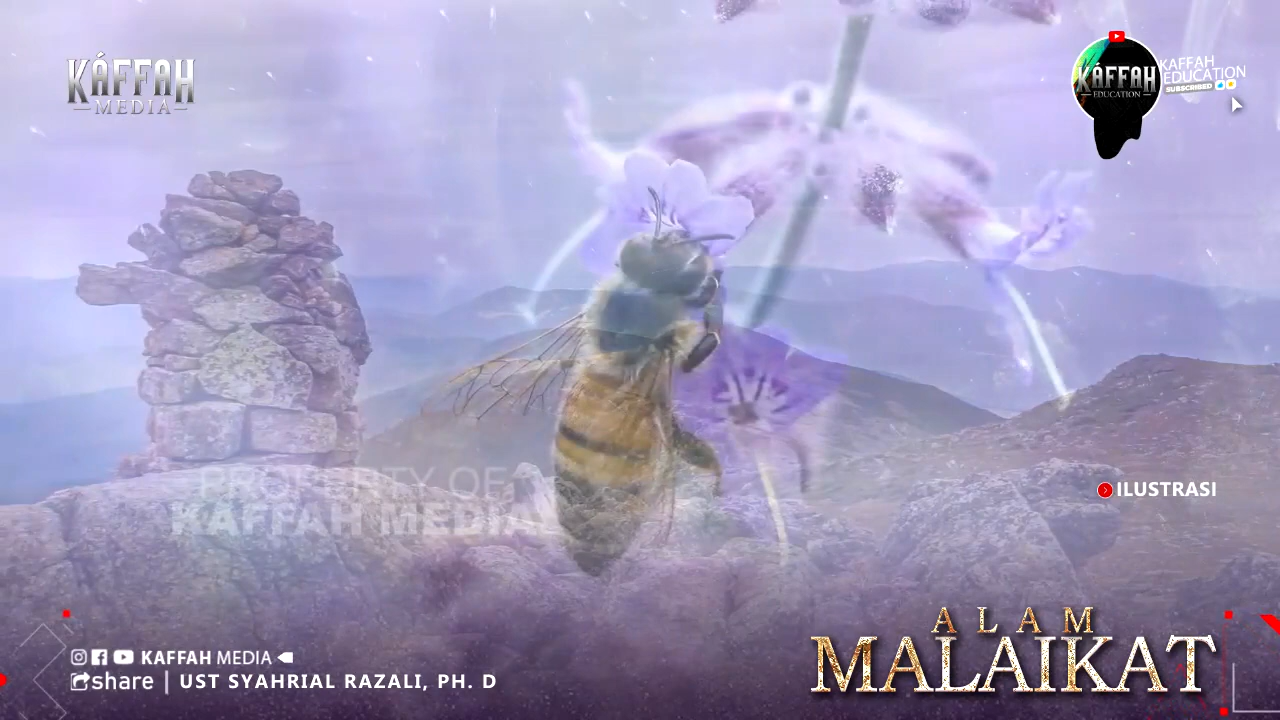 KÁFFAH
MEDIA
KÁFFAH
EDUCATION
KAFFAH
EDUCATION
SUBSCRIBED
PROPERTY OF
KAFFAH MEDIA
ILUSTRASI
ALAM
MALAIKAT
KAFFAH MEDIA
share | UST SYAHRIAL RAZALI, PH. D